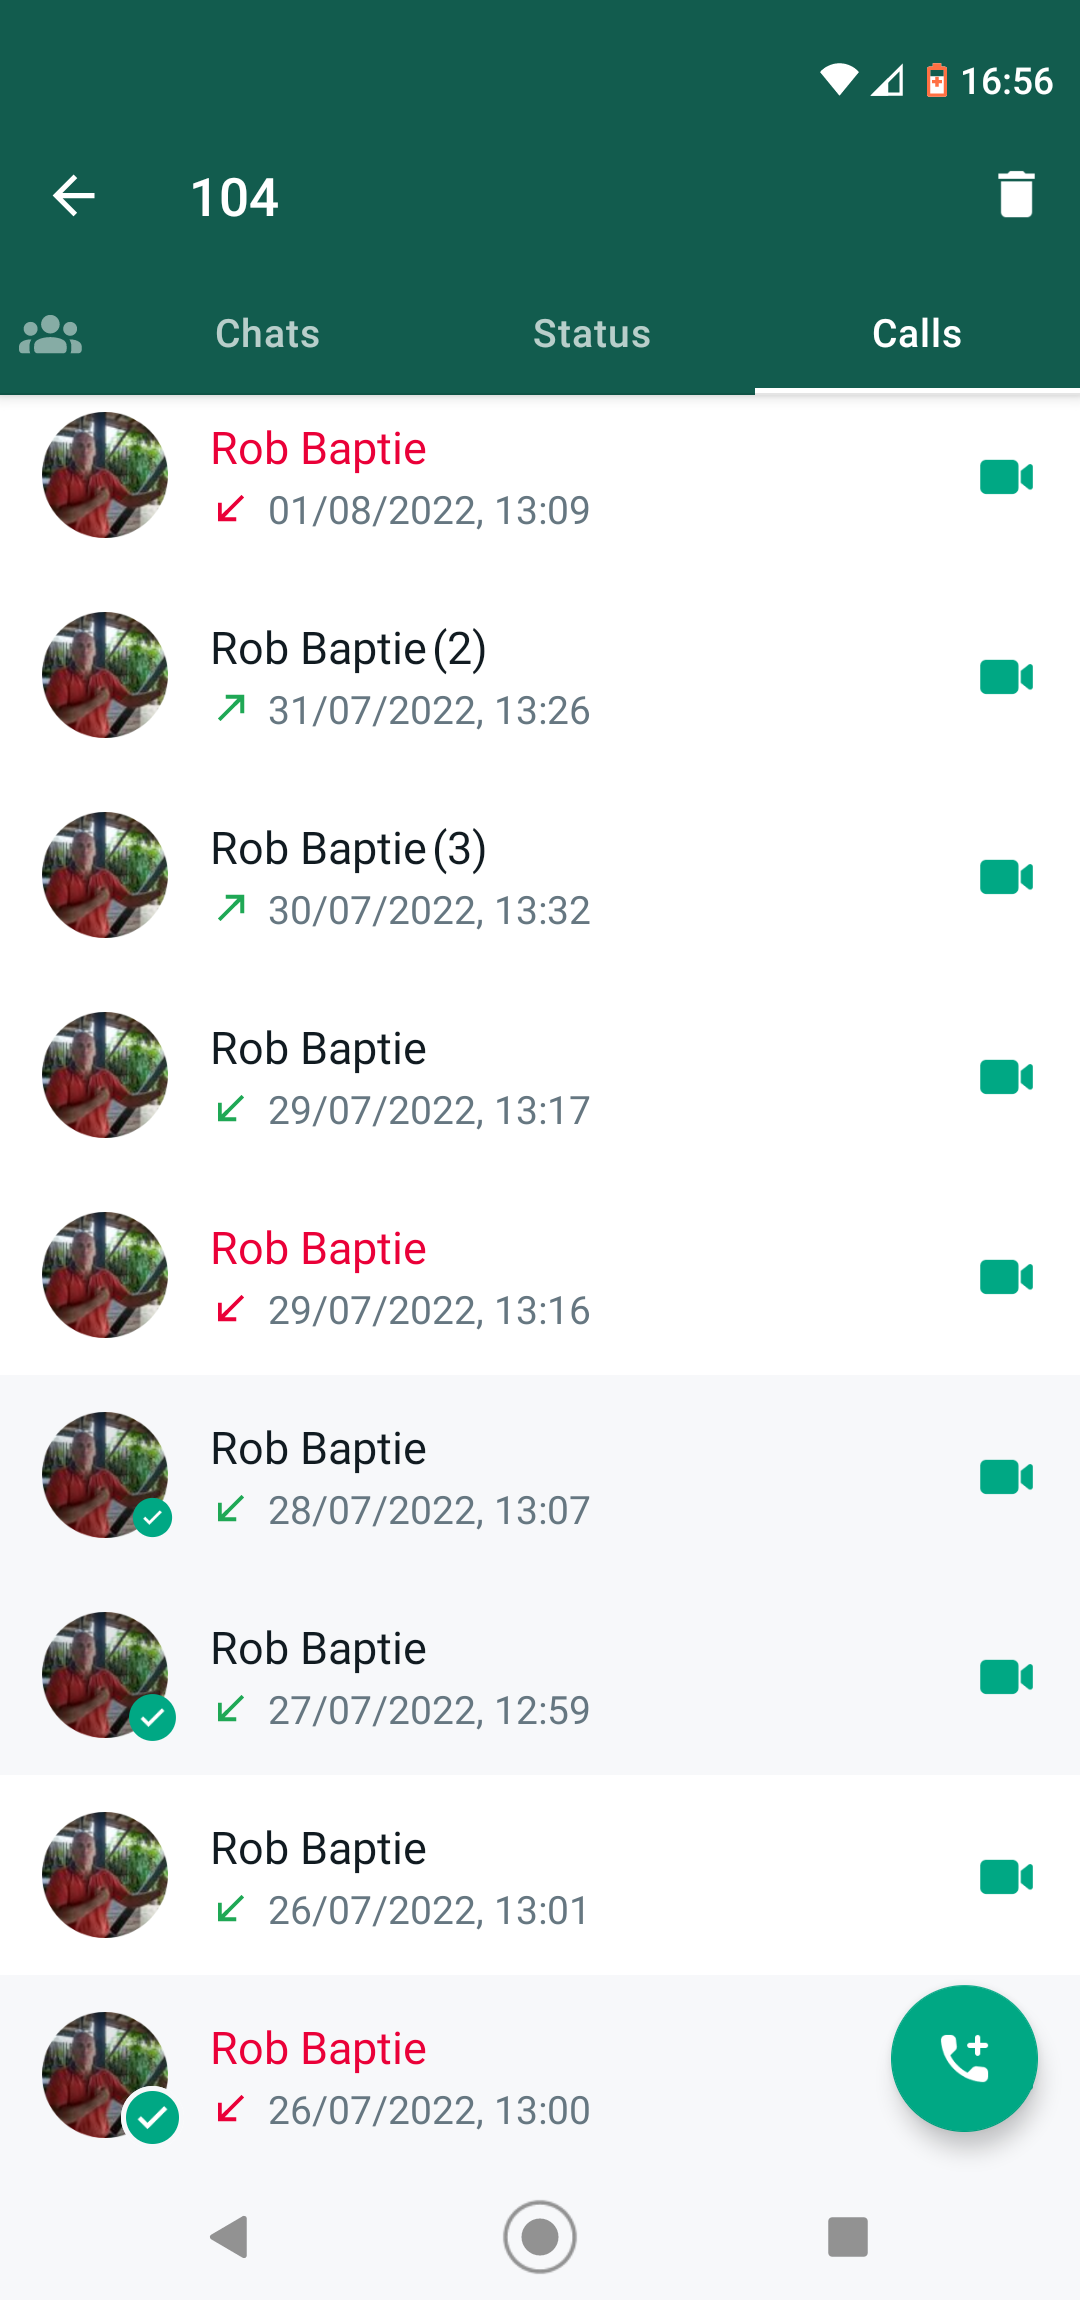 16:56
104
Chats Status Calls
Rob Baptie
01/08/2022, 13:09
Rob Baptie (2)
31/07/2022, 13:26
Rob Baptie (3)
30/07/2022, 13:32
Rob Baptie
29/07/2022, 13:17
Rob Baptie
29/07/2022, 13:16
Rob Baptie
28/07/2022, 13:07
Rob Baptie
27/07/2022, 12:59
Rob Baptie
26/07/2022, 13:01
Rob Baptie
26/07/2022, 13:00